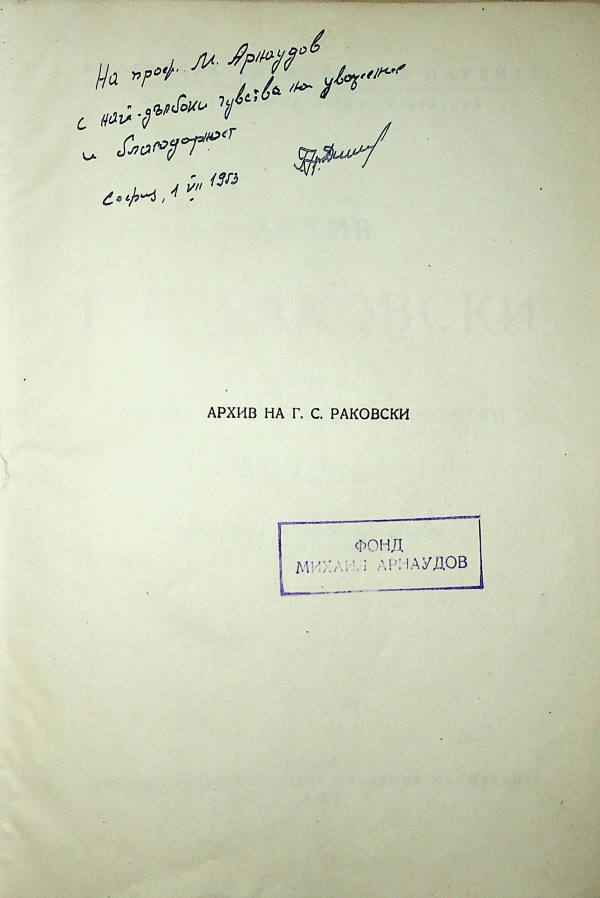 На проф. М. Арнаудов
с най-дълбоки чувства на уважение
и благодарност
София, 1 VII 1953
АРХИВ НА Г. С. РАКОВСКИ
ФОНД
МИХАИЛ АРНАУДОВ